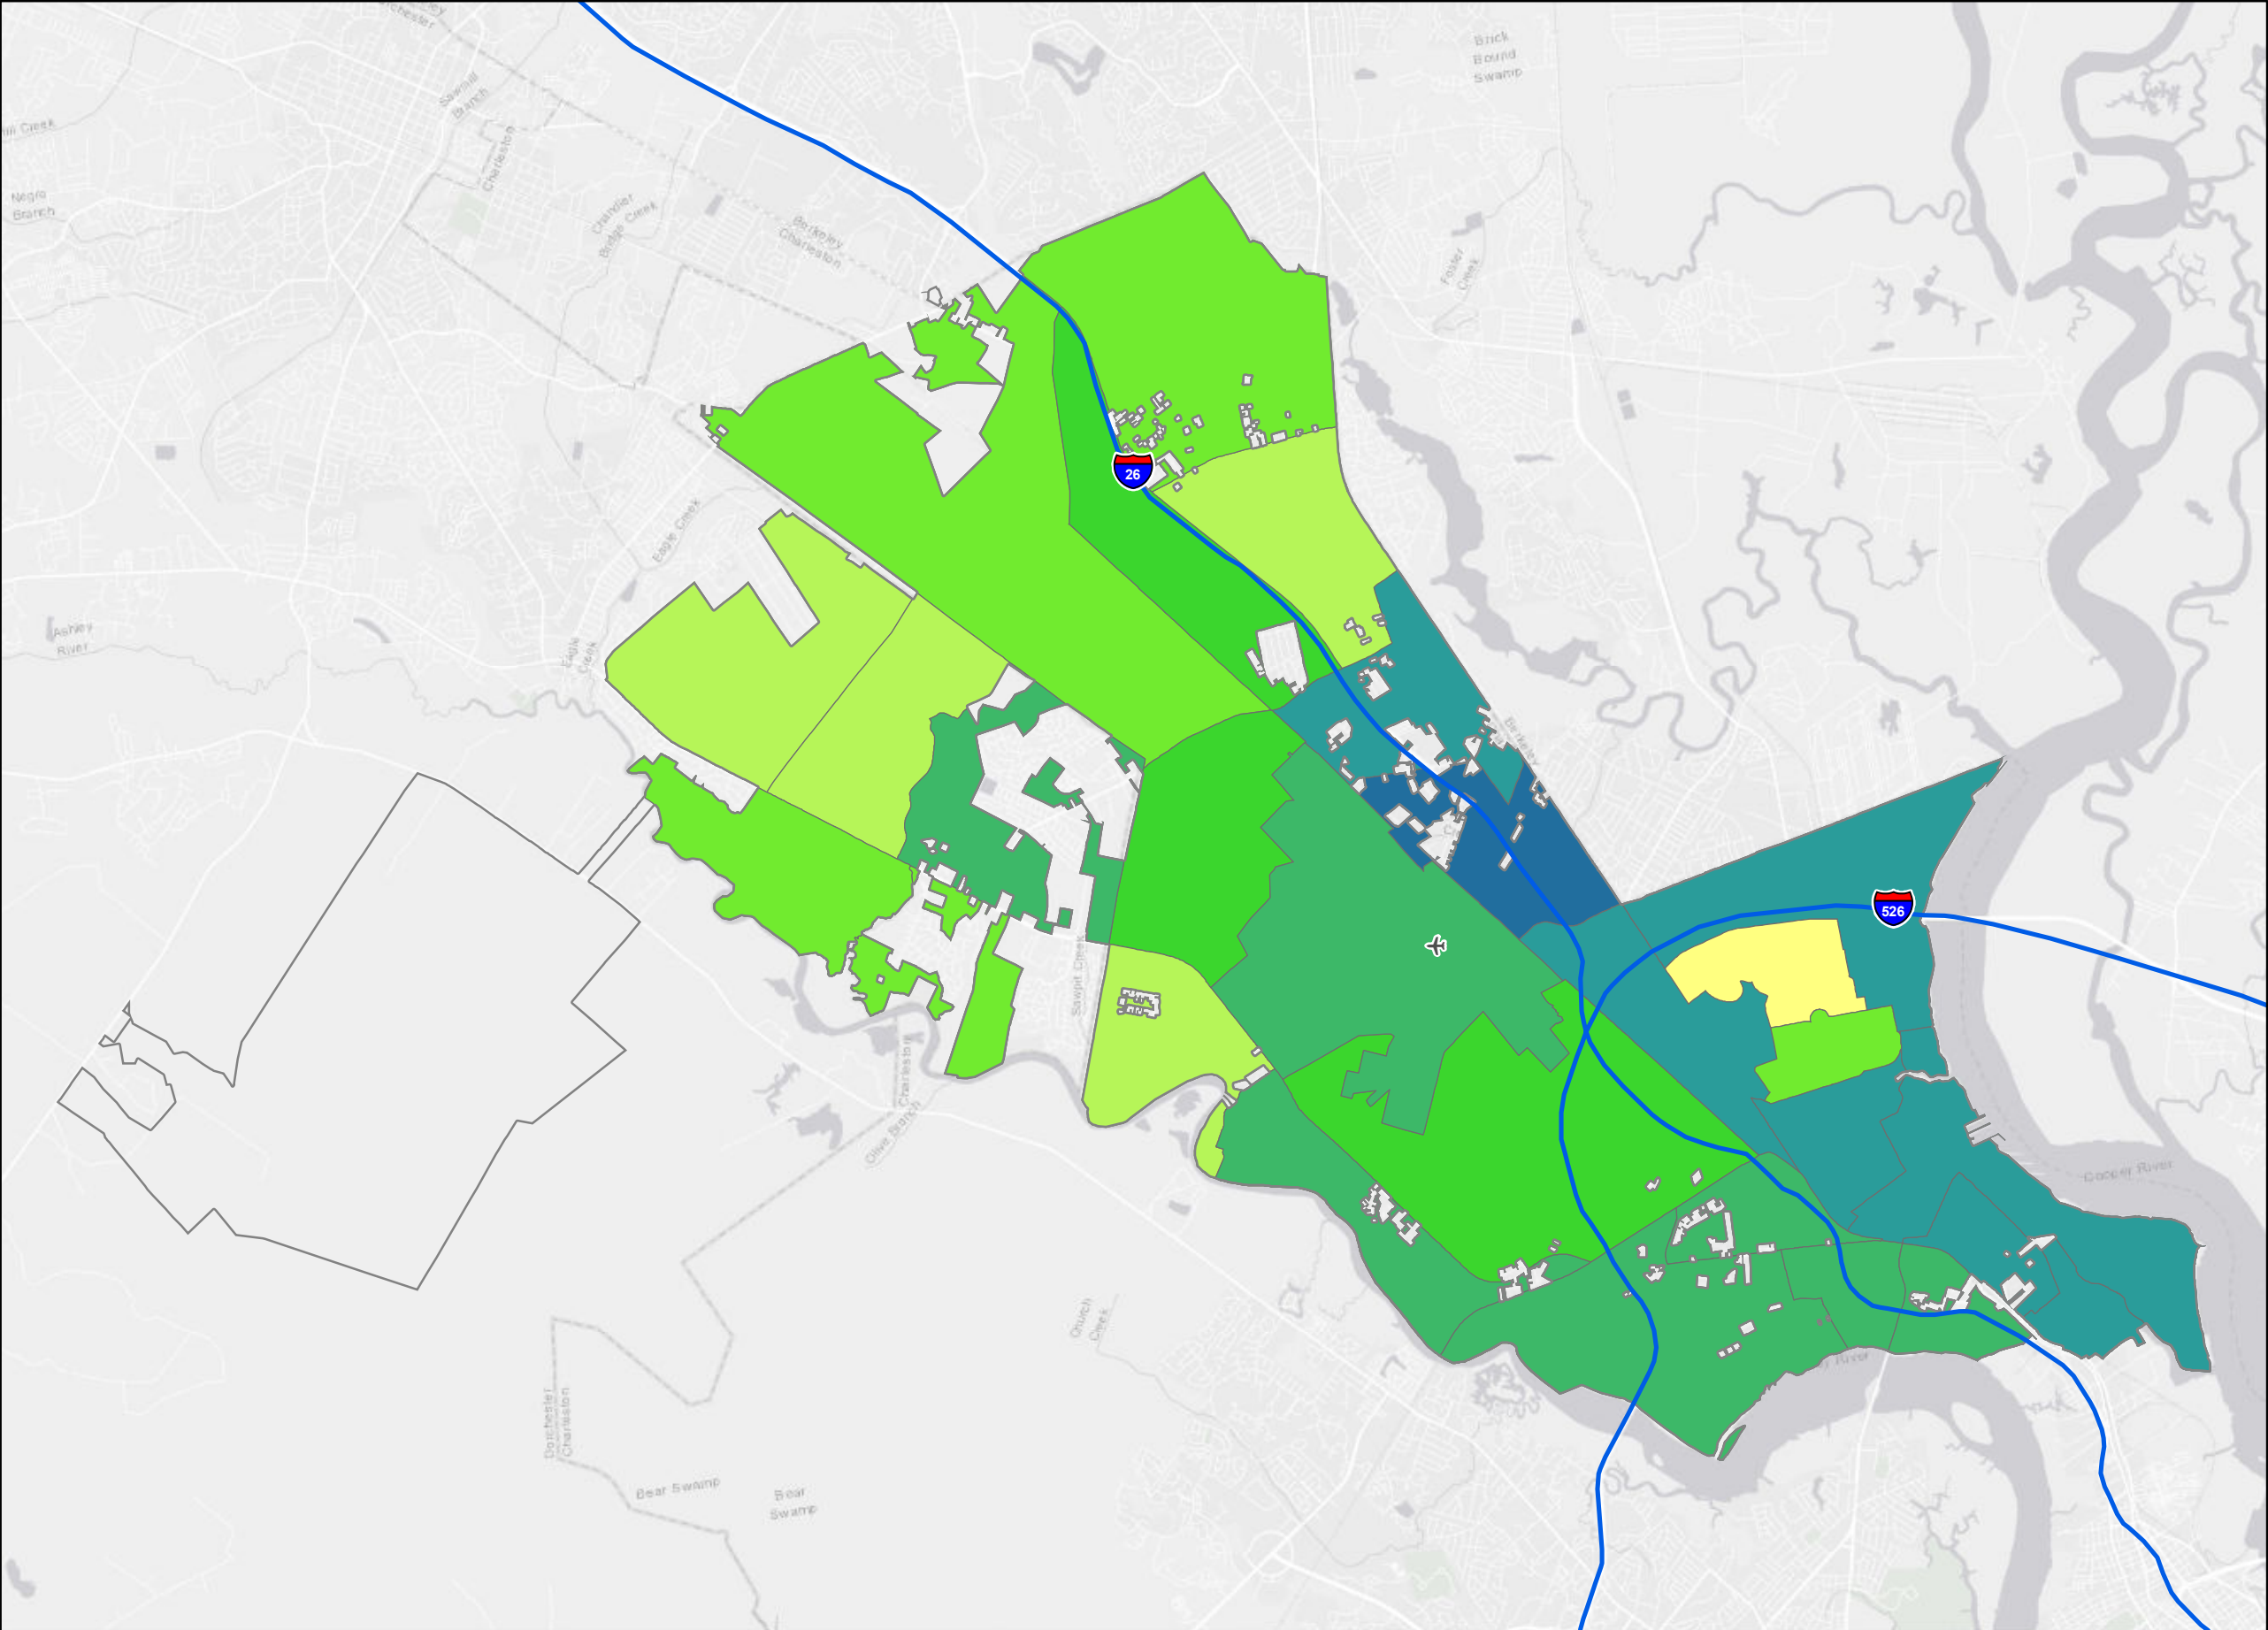 Brick
Bound
Swamp
Sawmill
Branch
Charleston
Negro
Branch
Chandler
Bridge Creek
Berkeley
Charleston
Foster
Creek
26
Eagle Creek
Ashley
River
Eagle
Creek
Berkeley
526
Sawpit Creek
Charleston
Olive Branch
Cooper River
Church
Creek
River
Dorchester
Charleston
Bear Swamp
Bear
Swamp